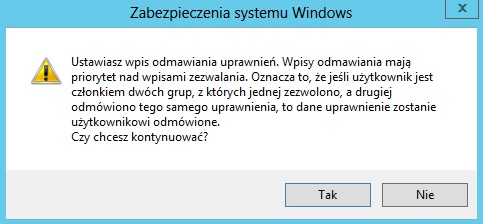 Zabezpieczenia systemu Windows
x
Ustawiasz wpis odmawiania uprawnień. Wpisy odmawiania mają
priorytet nad wpisami zezwalania. Oznacza to, że jeśli użytkownik jest
członkiem dwóch grup, z których jednej zezwolono, a drugiej
odmówiono tego samego uprawnienia, to dane uprawnienie zostanie
użytkownikowi odmówione.
Czy chcesz kontynuować?
Tak
Nie